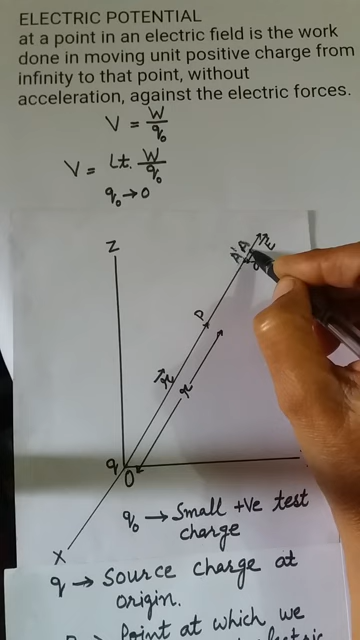 ELECTRIC POTENTIAL
at a point in an electric field is the work
done in moving unit positive charge from
infinity to that point, without
acceleration, against the electric forces.
V = W/q₀
V = Lt. W/q₀
q₀→0
Z
A' A
P
r
q
O
q₀ → Small +Ve test
charge
X
q → Source charge at
origin.
Point at which we